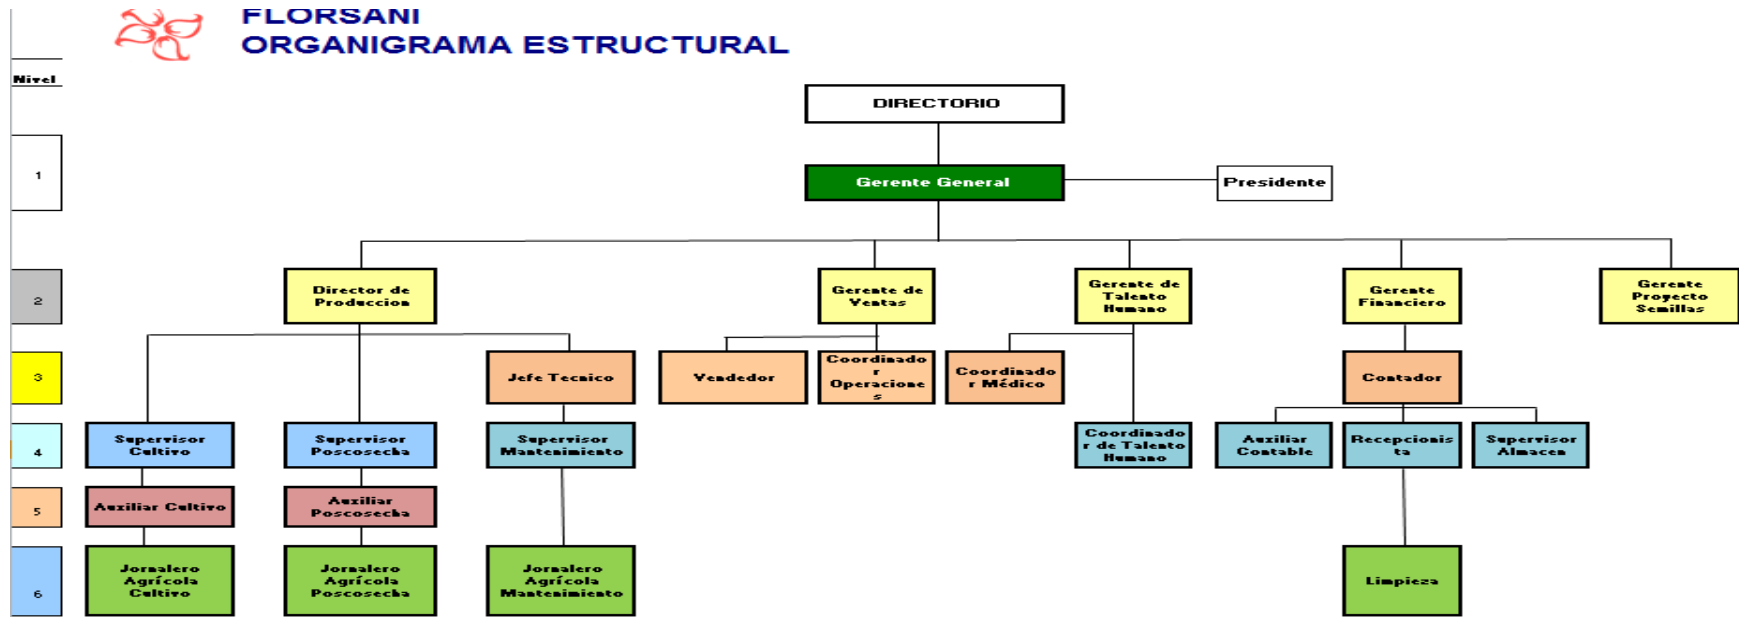 FLORSANI
ORGANIGRAMA ESTRUCTURAL
Nivel
DIRECTORIO
1
Gerente General
Presidente
2
Director de
Produccion
Gerente de
Ventas
Gerente de
Talento
Humano
Gerente
Financiero
Gerente
Proyecto
Semillas
3
Jefe Tecnico
Vendedor
Coordinado
r
Operacione
s
Coordinado
r Médico
Contador
4
Supervisor
Cultivo
Supervisor
Poscosecha
Supervisor
Mantenimiento
Coordinado
r de Talento
Humano
Auxiliar
Contable
Recepcionis
ta
Supervisor
Almacen
5
Auxiliar Cultivo
Auxiliar
Poscosecha
6
Jornalero
Agrícola
Cultivo
Jornalero
Agrícola
Poscosecha
Jornalero
Agrícola
Mantenimiento
Limpieza